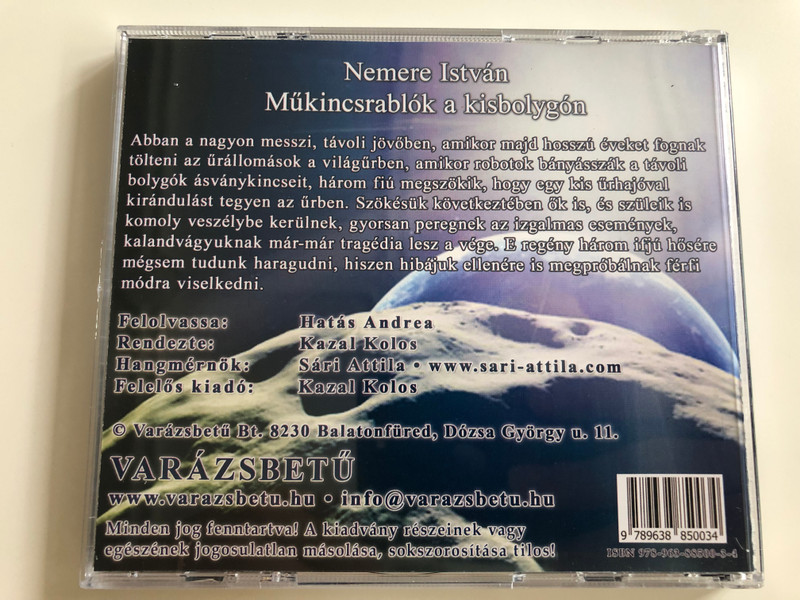 Nemere István
Műkincsrablók a kisbolygón
Abban a nagyon messzi, távoli jövőben, amikor majd hosszú éveket fognak
tölteni az űrállomások a világűrben, amikor robotok bányásszák a távoli
bolygók ásványkincseit, három fiú megszökik, hogy egy kis űrhajóval
kirándulást tegyen az űrben. Szökésük következtében ők is, és szüleik is
komoly veszélybe kerülnek, gyorsan peregnek az izgalmas események,
kalandvágyuknak már-már tragédia lesz a vége. E regény három ifjú hősére
mégsem tudunk haragudni, hiszen hibájuk ellenére is megpróbálnak férfi
módra viselkedni.
Felolvassa: Hatás Andrea
Rendezte: Kazal Kolos
Hangmérnök: Sári Attila • www.sari-attila.com
Felelős kiadó: Kazal Kolos
© Varázsbetű Bt. 8230 Balatonfüred, Dózsa György u. 11.
VARÁZSBETŰ
www.varazsbetu.hu • info@varazsbetu.hu
Minden jog fenntartva! A kiadvány részeinek vagy
egészének jogosulatlan másolása, sokszorosítása tilos!
9 789638 850034
ISBN 978-963-88500-3-4